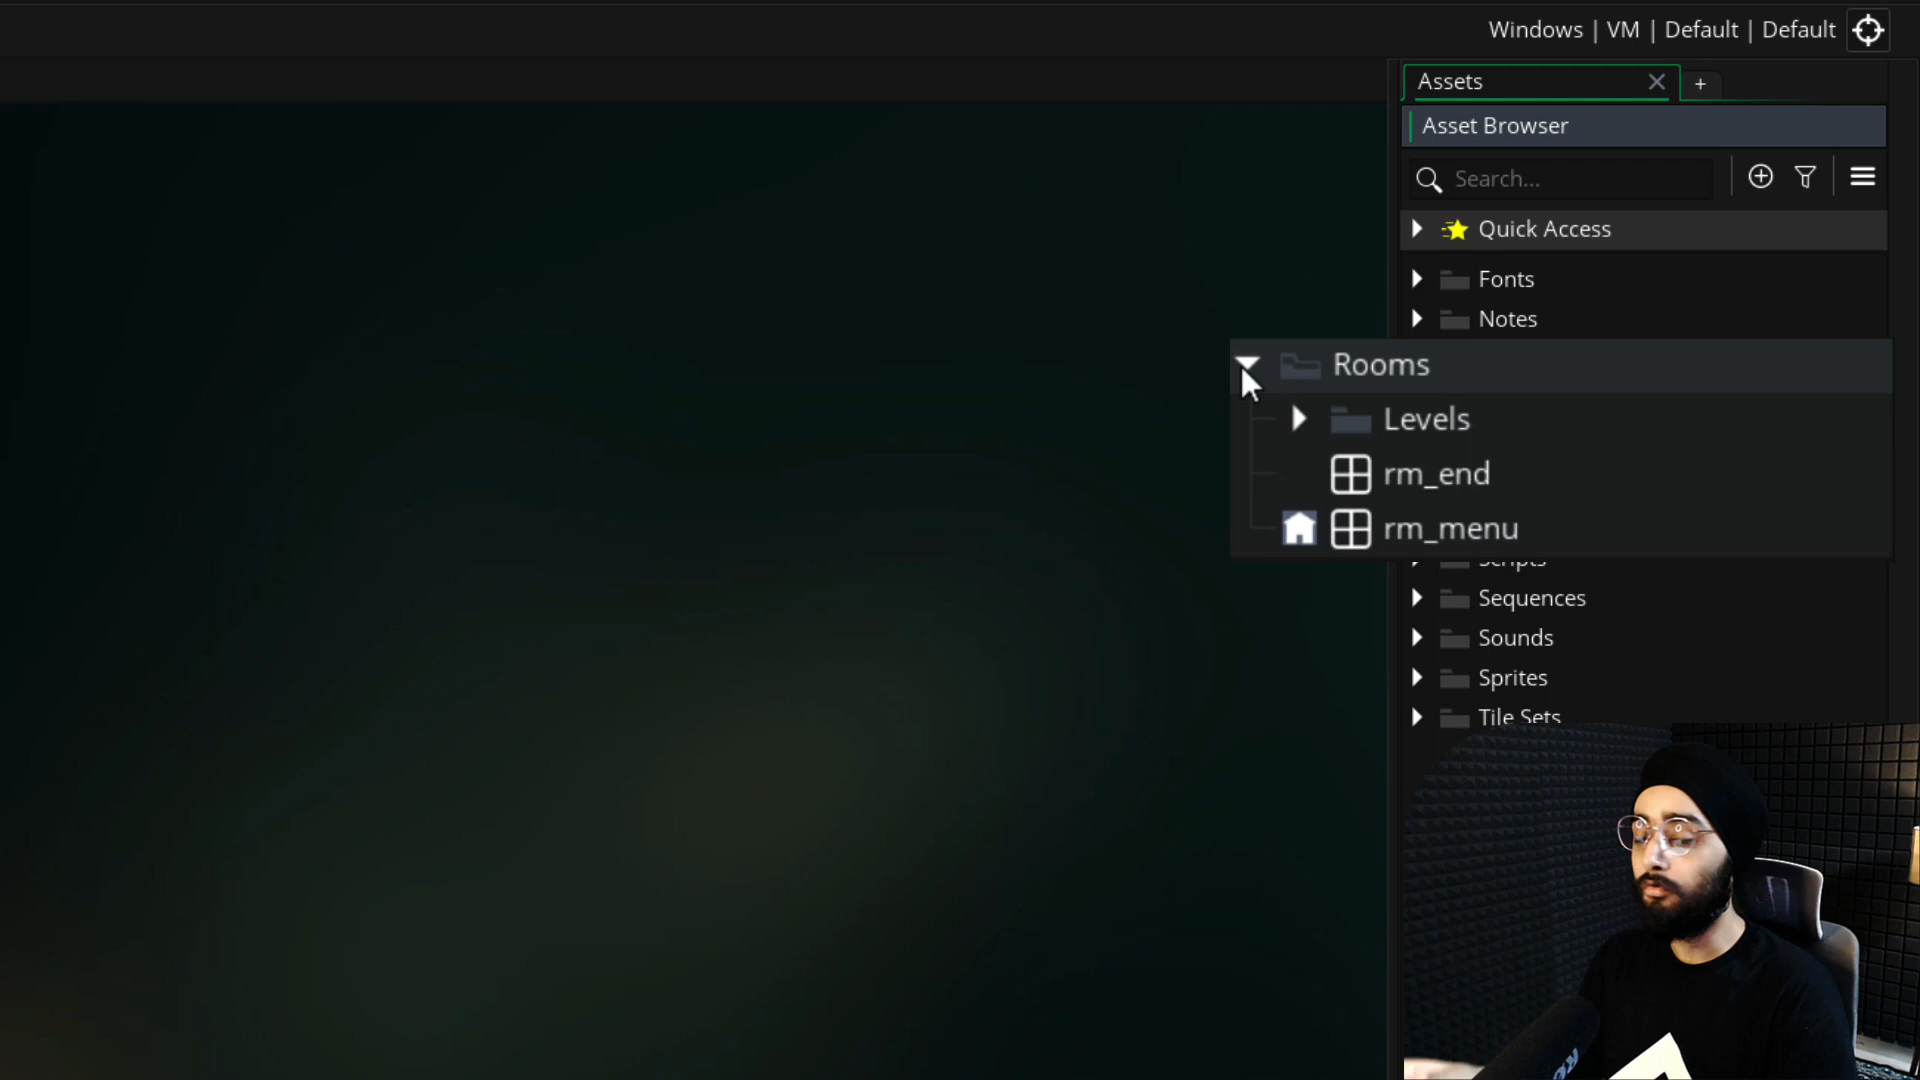 Windows | VM | Default | Default
Assets
+
Asset Browser
Search...
Quick Access
Fonts
Notes
Rooms
Levels
rm_end
rm_menu
Scripts
Sequences
Sounds
Sprites
Tile Sets